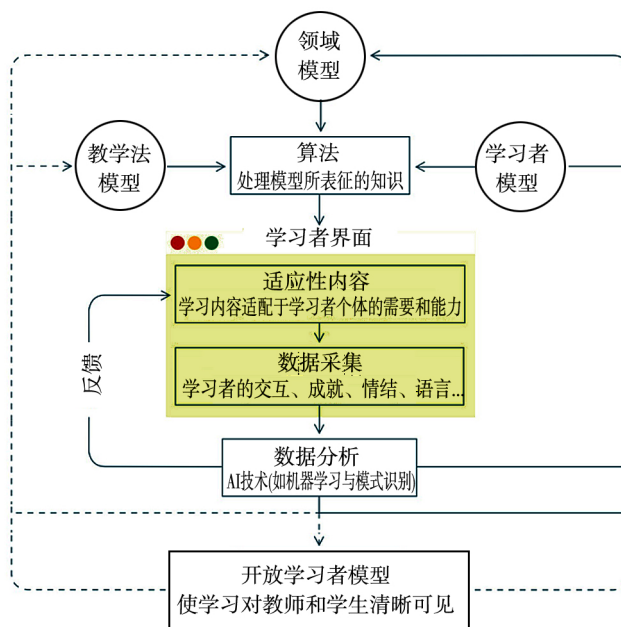 领域
模型
教学法
模型
算法
处理模型所表征的知识
学习者
模型
学习者界面
适应性内容
学习内容适配于学习者个体的需要和能力
数据采集
学习者的交互、成就、情结、语言...
反馈
数据分析
AI技术(如机器学习与模式识别)
开放学习者模型
使学习对教师和学生清晰可见